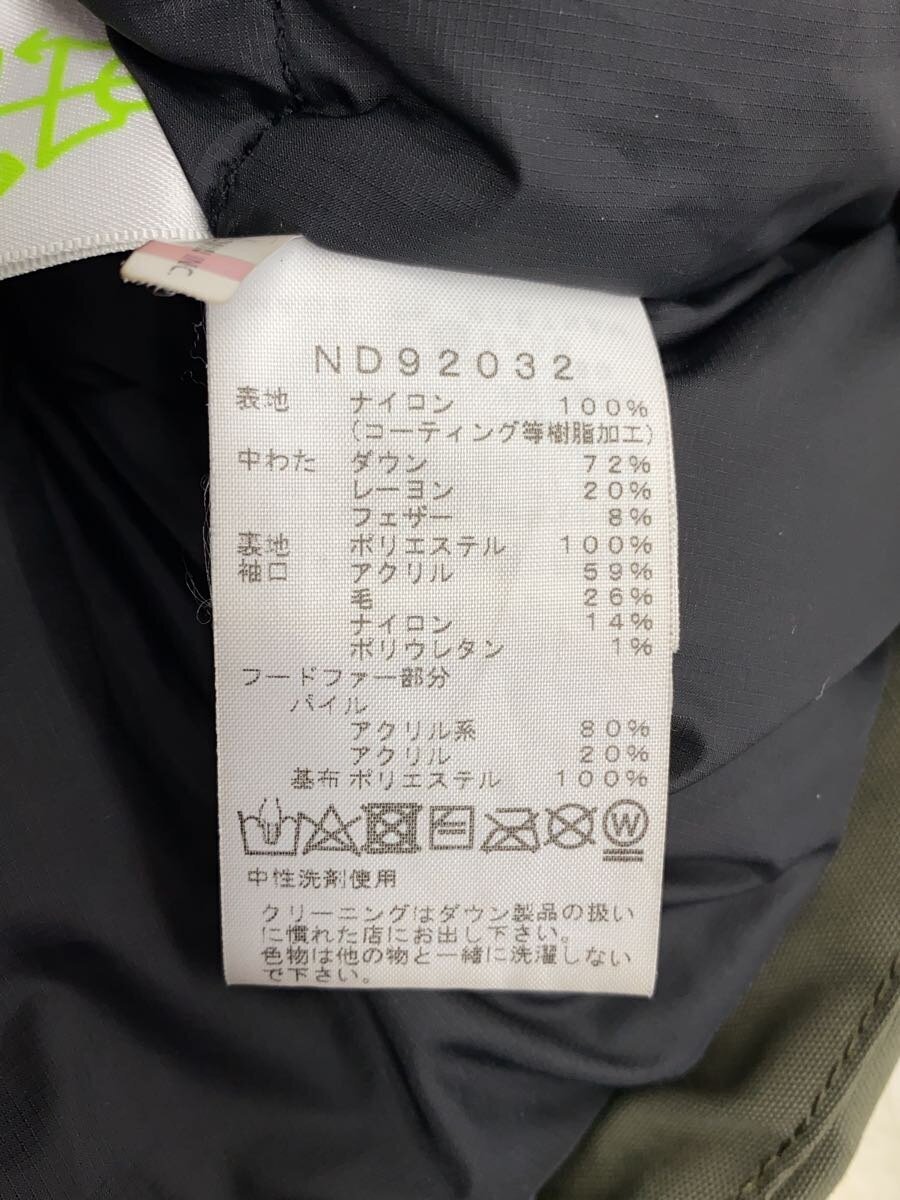 ND92032
表地 ナイロン 100%
(コーティング等樹脂加工)
中わた ダウン 72%
レーヨン 20%
フェザー 8%
裏地 ポリエステル 100%
袖口 アクリル 59%
毛 26%
ナイロン 14%
ポリウレタン 1%
フードファー部分
パイル
アクリル系 80%
アクリル 20%
基布 ポリエステル 100%
W
中性洗剤使用
クリーニングはダウン製品の扱い
に慣れた店にお出し下さい。
色物は他の物と一緒に洗濯しない
で下さい。